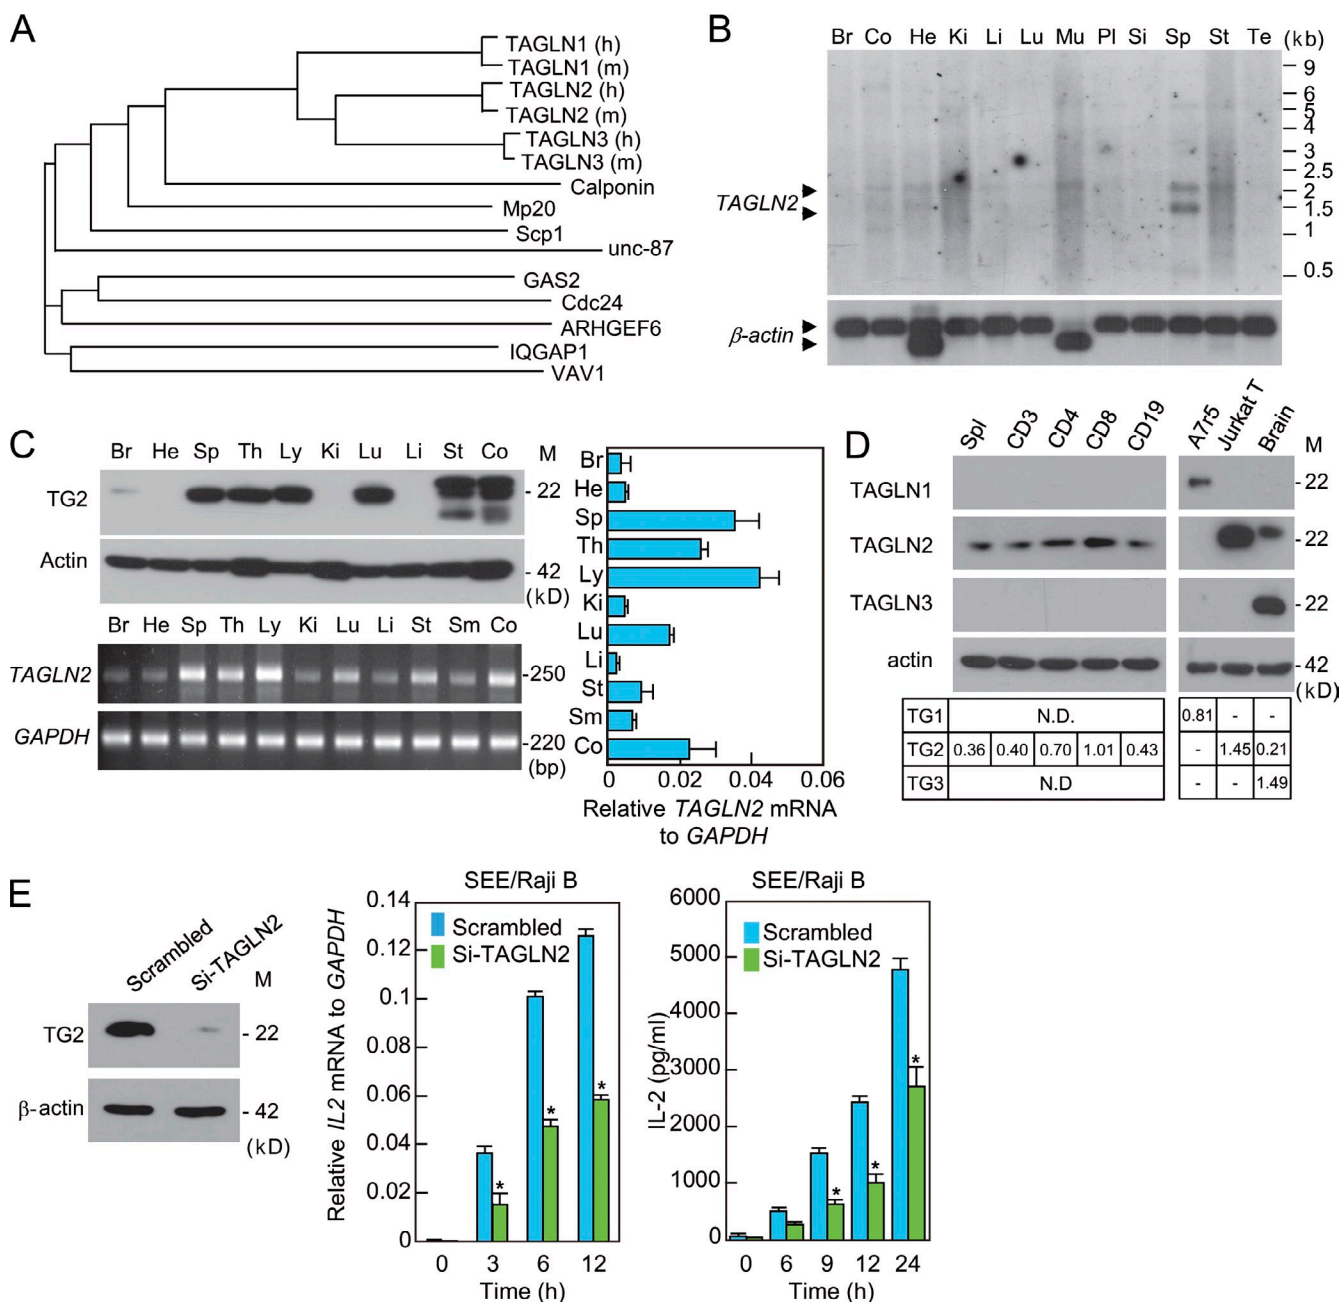 A
TAGLN1 (h)
TAGLN1 (m)
TAGLN2 (h)
TAGLN2 (m)
TAGLN3 (h)
TAGLN3 (m)
Calponin
Mp20
Scp1
unc-87
GAS2
Cdc24
ARHGEF6
IQGAP1
VAV1
B
Br Co He Ki Li Lu Mu Pl Si Sp St Te (kb)
9
6
5
4
3
2.5
2
1.5
1
0.5
TAGLN2
β-actin
C
Br He Sp Th Ly Ki Lu Li St Co M
TG2 - 22
Actin - 42
(kD)
Br He Sp Th Ly Ki Lu Li St Sm Co
TAGLN2 -250
GAPDH -220
(bp)
Br
He
Sp
Th
Ly
Ki
Lu
Li
St
Sm
Co
0 0.02 0.04 0.06
Relative TAGLN2 mRNA
to GAPDH
D
Spl CD3 CD4 CD8 CD19 A7r5 Jurkat T Brain M
TAGLN1 - 22
TAGLN2 - 22
TAGLN3 - 22
actin - 42
(kD)
TG1 N.D. 0.81 - -
TG2 0.36 0.40 0.70 1.01 0.43 - 1.45 0.21
TG3 N.D - - 1.49
E
Scrambled Si-TAGLN2 M
TG2 - 22
β-actin - 42
(kD)
SEE/Raji B
Scrambled
Si-TAGLN2
Relative IL2 mRNA to GAPDH
0.14
0.12
0.1
0.08
0.06
0.04
0.02
0
* * *
0 3 6 12
Time (h)
SEE/Raji B
Scrambled
Si-TAGLN2
IL-2 (pg/ml)
6000
5000
4000
3000
2000
1000
0
* * *
0 6 9 12 24
Time (h)